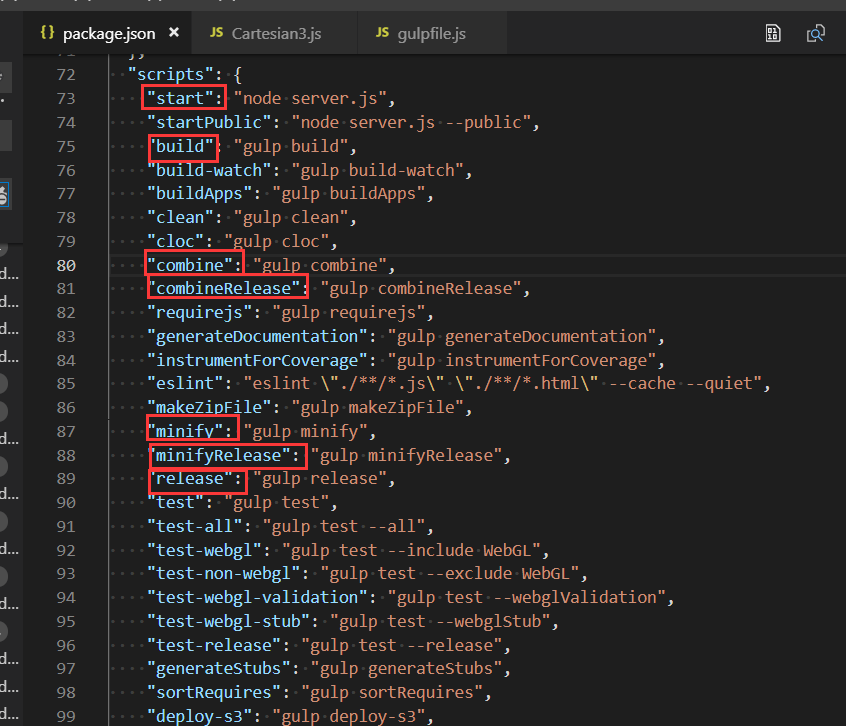 {} package.json ×
JS Cartesian3.js
JS gulpfile.js
71 },
72 "scripts": {
73 "start": "node server.js",
74 "startPublic": "node server.js --public",
75 "build": "gulp build",
76 "build-watch": "gulp build-watch",
77 "buildApps": "gulp buildApps",
78 "clean": "gulp clean",
79 "cloc": "gulp cloc",
80 "combine": "gulp combine",
81 "combineRelease": "gulp combineRelease",
82 "requirejs": "gulp requirejs",
83 "generateDocumentation": "gulp generateDocumentation",
84 "instrumentForCoverage": "gulp instrumentForCoverage",
85 "eslint": "eslint \"./**/*.js\" \"./**/*.html\" --cache --quiet",
86 "makeZipFile": "gulp makeZipFile",
87 "minify": "gulp minify",
88 "minifyRelease": "gulp minifyRelease",
89 "release": "gulp release",
90 "test": "gulp test",
91 "test-all": "gulp test --all",
92 "test-webgl": "gulp test --include WebGL",
93 "test-non-webgl": "gulp test --exclude WebGL",
94 "test-webgl-validation": "gulp test --webglValidation",
95 "test-webgl-stub": "gulp test --webglStub",
96 "test-release": "gulp test --release",
97 "generateStubs": "gulp generateStubs",
98 "sortRequires": "gulp sortRequires",
99 "deploy-s3": "gulp deploy-s3",
d...
d...
d...
d...
d...
d...
d...
d...
d...
d...
d...